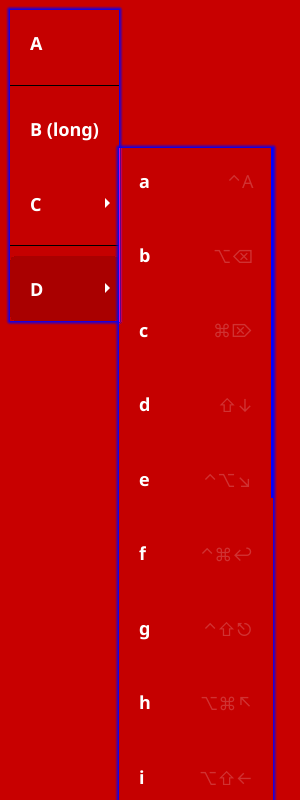 A
B (long)
C
D
a ⌃A
b ⌥⌫
c ⌘⌦
d ⇧↓
e ⌃⌥↘
f ⌃⌘↩
g ⌃⇧⎋
h ⌥⌘↖
i ⌥⇧←